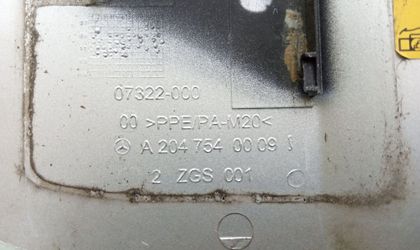 07322-000
00 >PPE/PA-M20<
A 204 754 00 09
2 ZGS 001